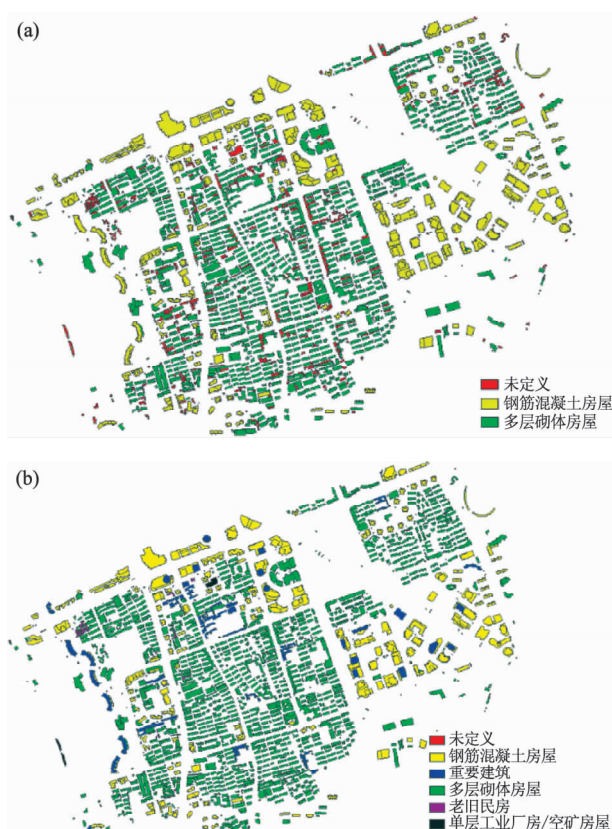 (a)
未定义
钢筋混凝土房屋
多层砌体房屋
(b)
未定义
钢筋混凝土房屋
重要建筑
多层砌体房屋
老旧民房
单层工业厂房/空矿房屋